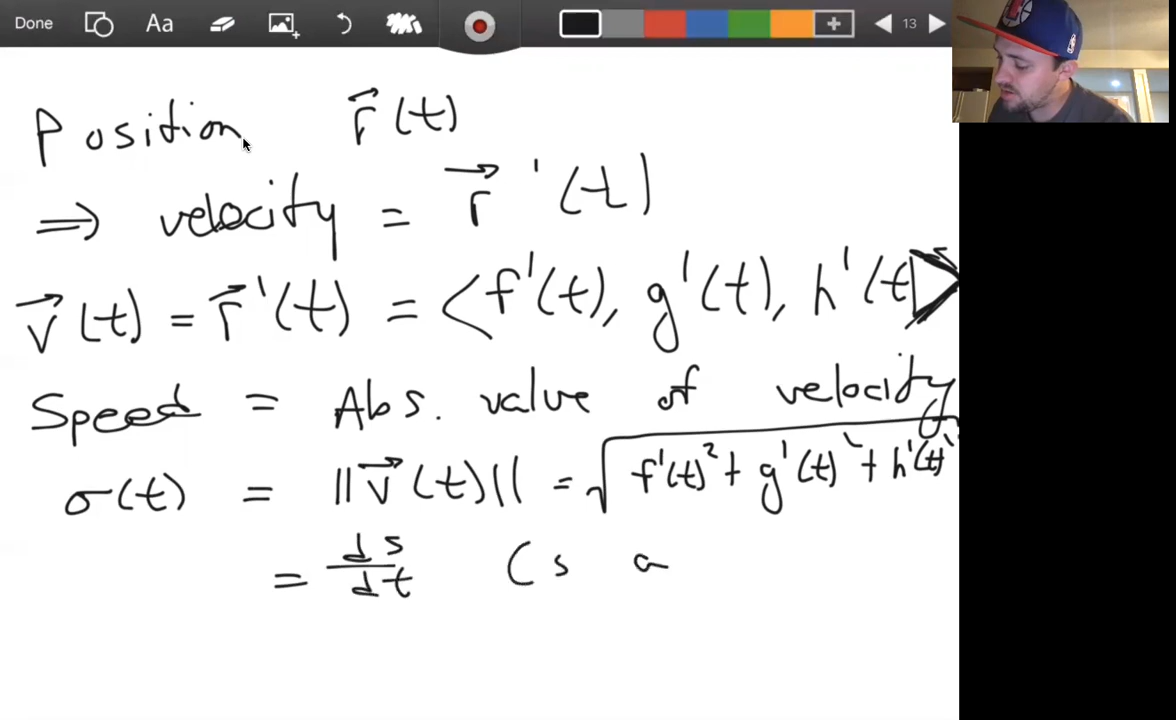 Done Aa 13
Position r⃗(t)
⇒ velocity = r⃗'(t)
v⃗(t) = r⃗'(t) = <f'(t), g'(t), h'(t)>
Speed = Abs. value of velocity
σ(t) = ||v⃗(t)|| = √(f'(t)² + g'(t)² + h'(t)²)
= ds/dt (s a